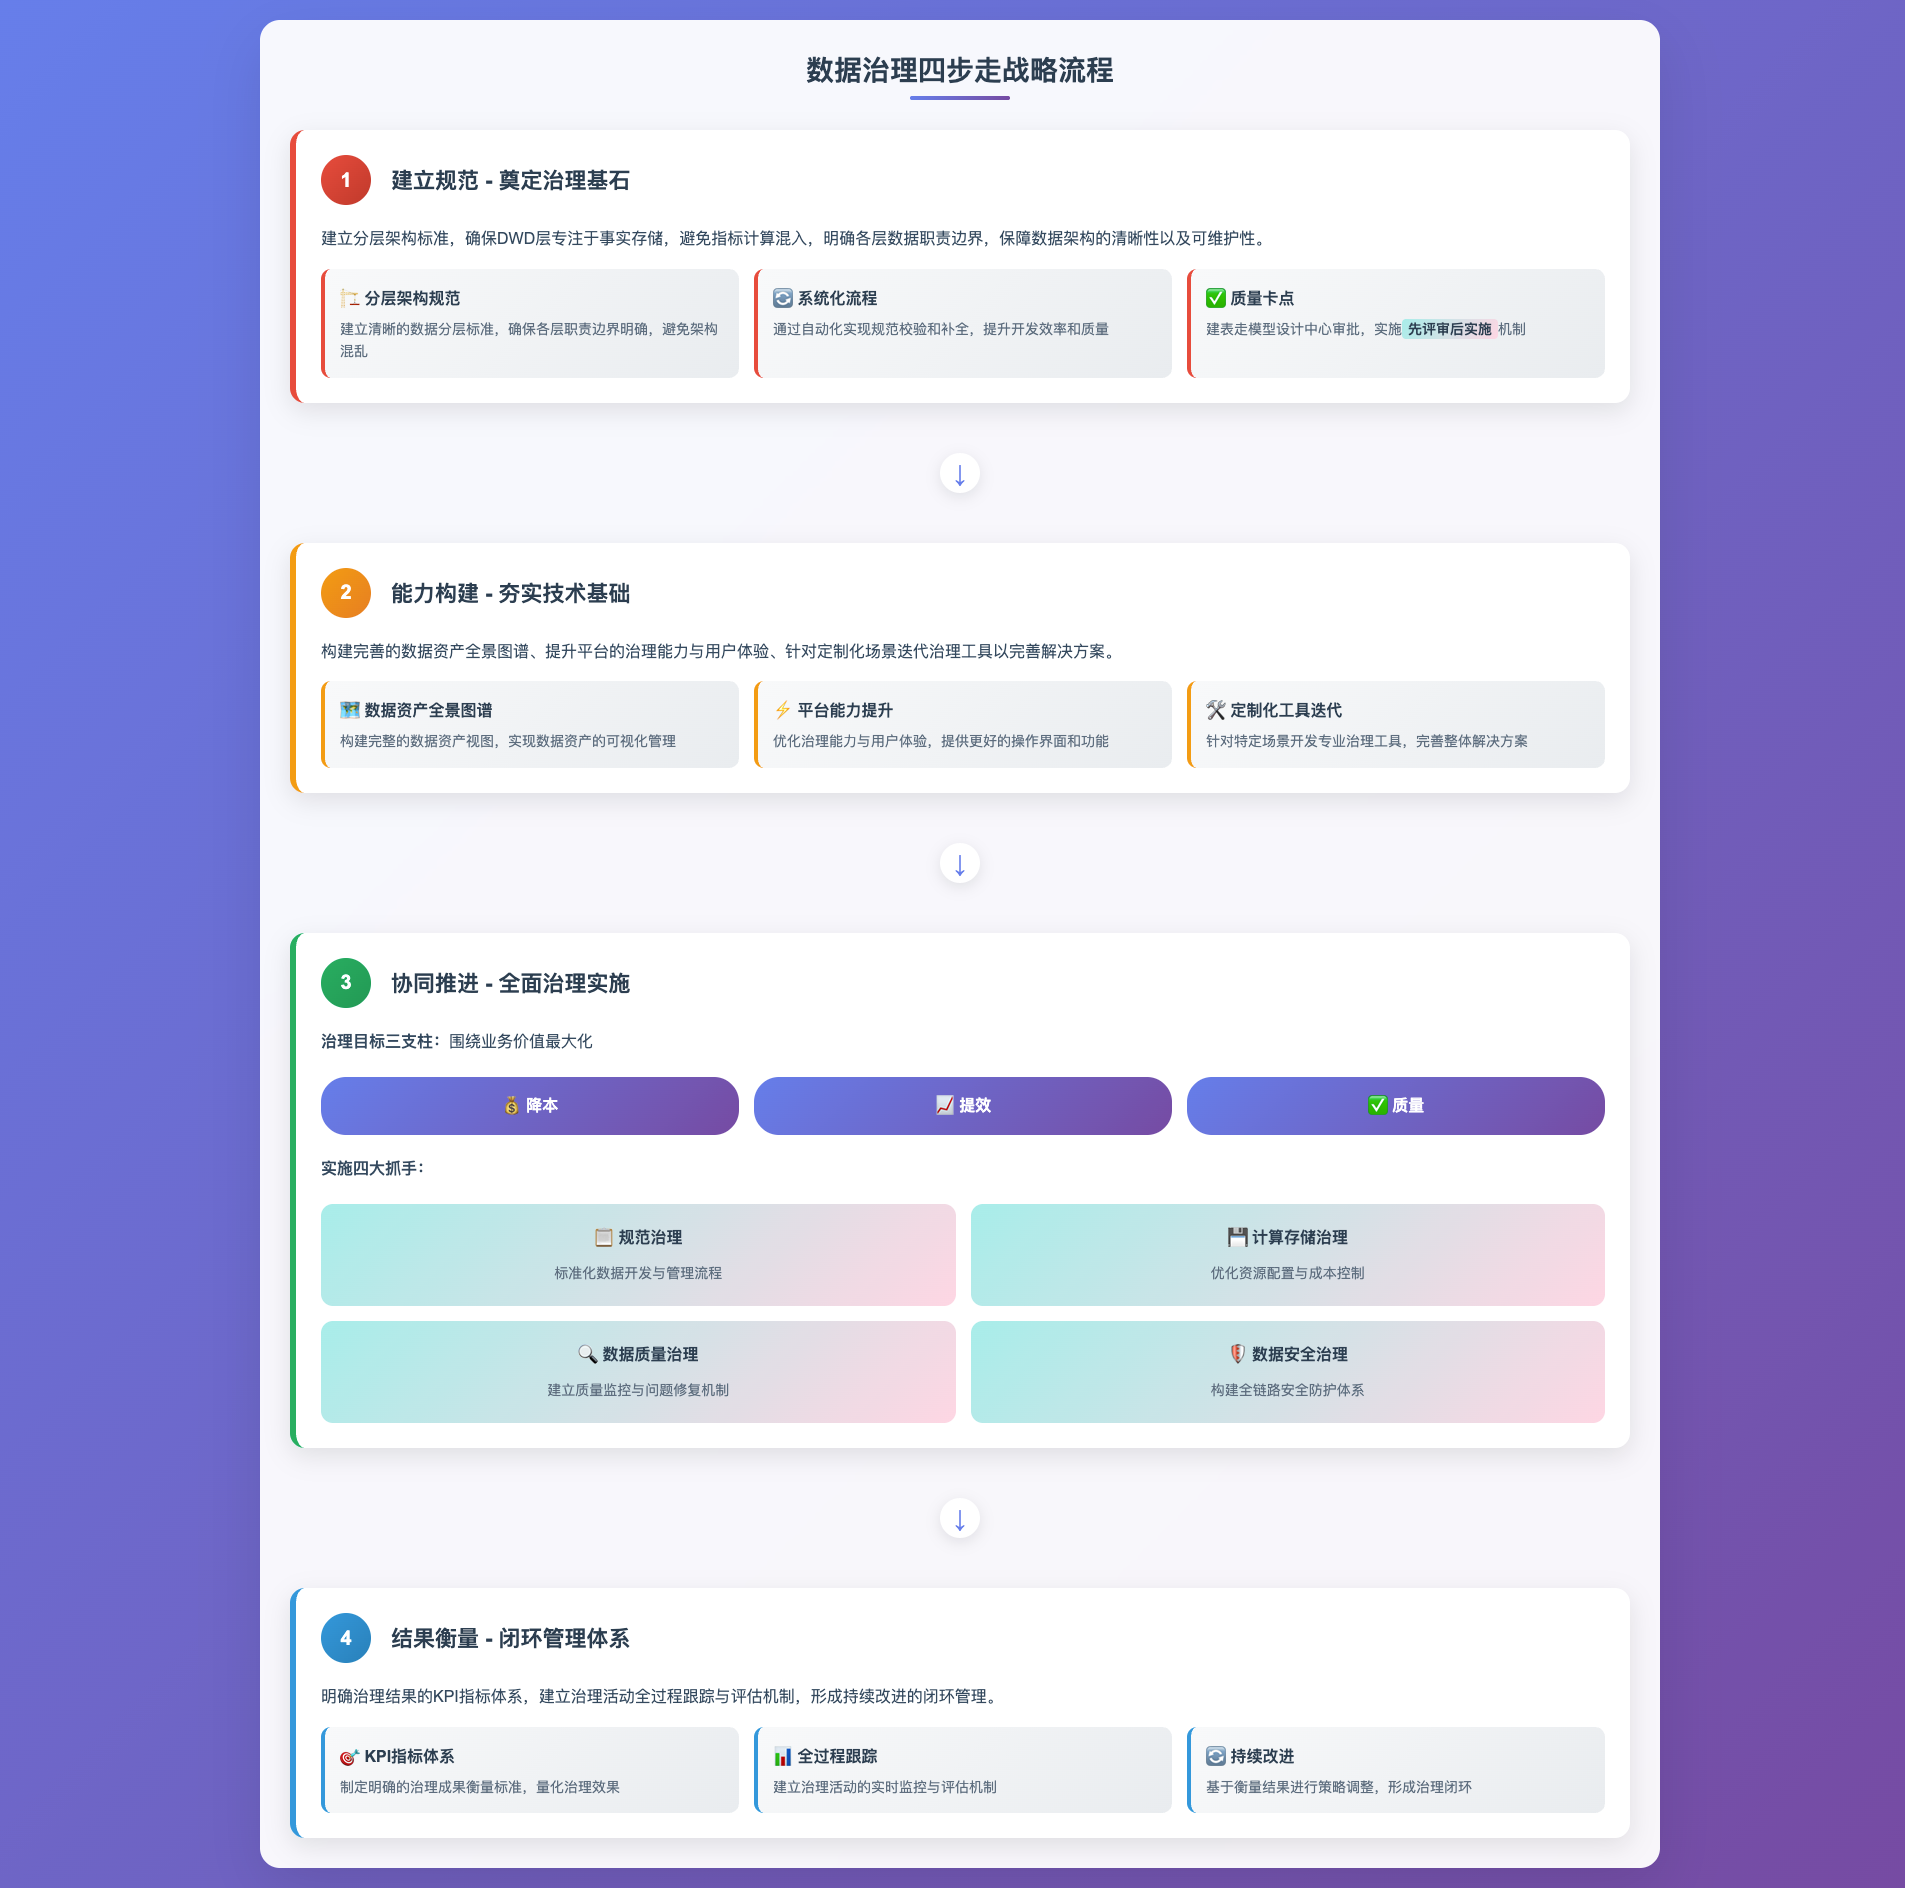 数据治理四步走战略流程
1
建立规范 - 奠定治理基石
建立分层架构标准，确保DWD层专注于事实存储，避免指标计算混入，明确各层数据职责边界，保障数据架构的清晰性以及可维护性。
🏗️ 分层架构规范
建立清晰的数据分层标准，确保各层职责边界明确，避免架构
混乱
🔄 系统化流程
通过自动化实现规范校验和补全，提升开发效率和质量
✅ 质量卡点
建表走模型设计中心审批，实施 先评审后实施 机制
↓
2
能力构建 - 夯实技术基础
构建完善的数据资产全景图谱、提升平台的治理能力与用户体验、针对定制化场景迭代治理工具以完善解决方案。
🗺️ 数据资产全景图谱
构建完整的数据资产视图，实现数据资产的可视化管理
⚡ 平台能力提升
优化治理能力与用户体验，提供更好的操作界面和功能
🛠️ 定制化工具迭代
针对特定场景开发专业治理工具，完善整体解决方案
↓
3
协同推进 - 全面治理实施
治理目标三支柱：围绕业务价值最大化
💰 降本
📈 提效
✅ 质量
实施四大抓手：
📋 规范治理
标准化数据开发与管理流程
💾 计算存储治理
优化资源配置与成本控制
🔍 数据质量治理
建立质量监控与问题修复机制
🛡️ 数据安全治理
构建全链路安全防护体系
↓
4
结果衡量 - 闭环管理体系
明确治理结果的KPI指标体系，建立治理活动全过程跟踪与评估机制，形成持续改进的闭环管理。
🎯 KPI指标体系
制定明确的治理成果衡量标准，量化治理效果
📊 全过程跟踪
建立治理活动的实时监控与评估机制
🔄 持续改进
基于衡量结果进行策略调整，形成治理闭环